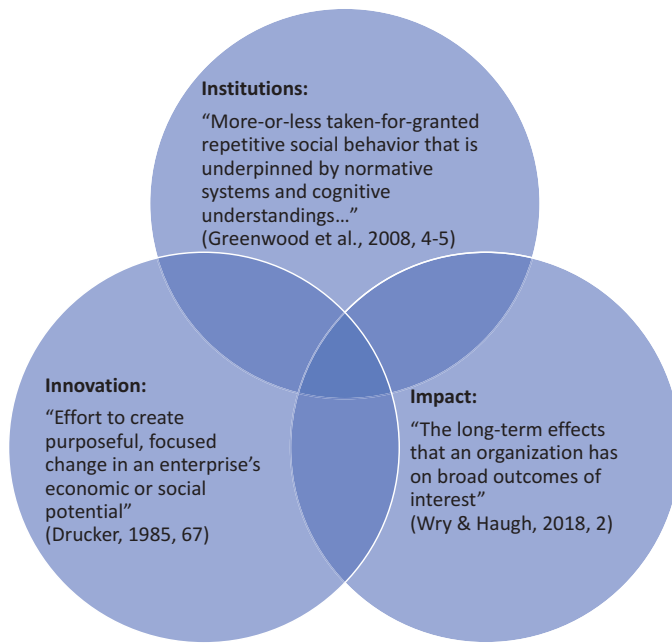 Institutions:
“More-or-less taken-for-granted
repetitive social behavior that is
underpinned by normative
systems and cognitive
understandings…”
(Greenwood et al., 2008, 4-5)
Innovation:
“Effort to create
purposeful, focused
change in an enterprise’s
economic or social
potential”
(Drucker, 1985, 67)
Impact:
“The long-term effects
that an organization has
on broad outcomes of
interest”
(Wry & Haugh, 2018, 2)